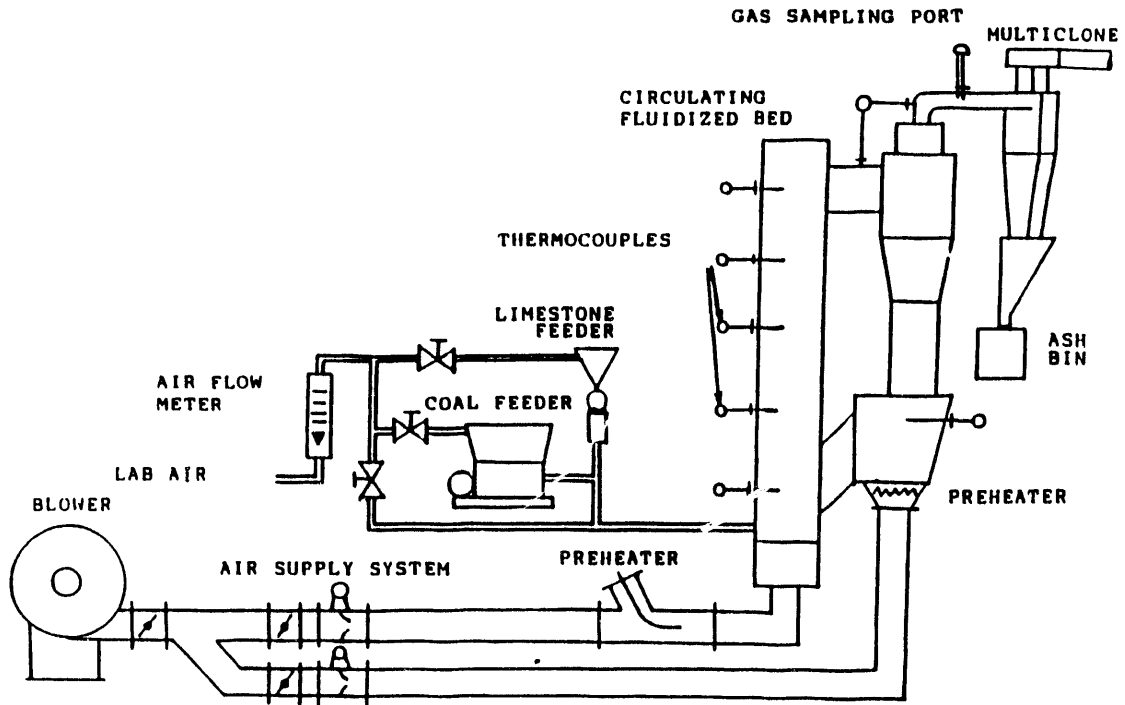 GAS SAMPLING PORT
MULTICLONE
CIRCULATING
FLUIDIZED BED
THERMOCOUPLES
LIMESTONE
FEEDER
ASH
BIN
AIR FLOW
METER
COAL FEEDER
LAB AIR
PREHEATER
BLOWER
PREHEATER
AIR SUPPLY SYSTEM